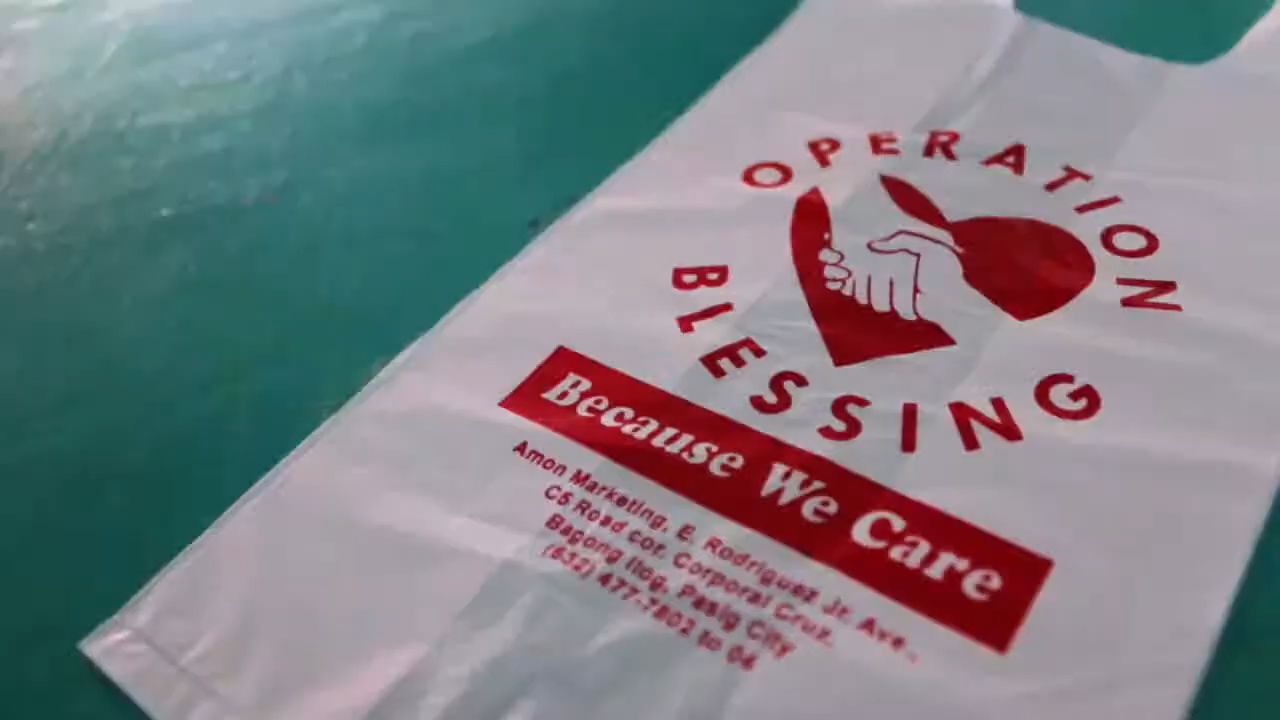 OPERATION
BLESSING
Because We Care
Amon Marketing, E. Rodriguez Jr. Ave.,
C5 Road cor. Corporal Cruz,
Bagong Ilog, Pasig City
(632) 477-7802 to 04